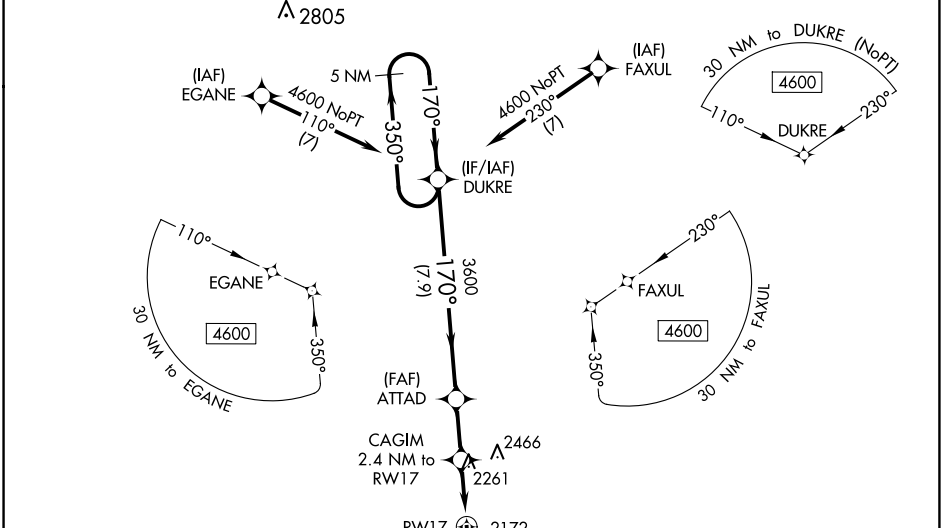 2805
(IAF)
EGANE
4600 NoPT
110°
(7)
5 NM
350°
170°
(IAF)
FAXUL
4600 NoPT
230°
(7)
30 NM to DUKRE (NoPT)
4600
110°
230°
DUKRE
(IF/IAF)
DUKRE
3600
170°
(7.9)
110°
EGANE
4600
350°
30 NM to EGANE
230°
FAXUL
4600
350°
30 NM to FAXUL
(FAF)
ATTAD
CAGIM
2.4 NM to
RW17
2466
2261
RW17
2172